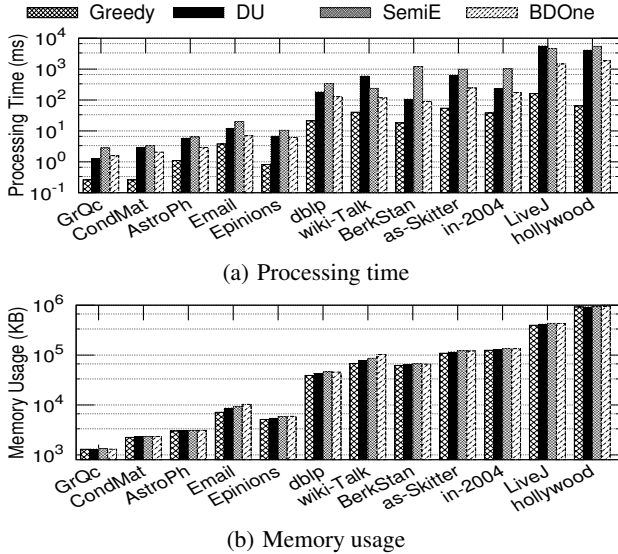 Greedy DU SemiE BDOne
Processing Time (ms)
10^4
10^3
10^2
10^1
10^0
10^-1
GrQc CondMat AstroPh Email Epinions dblp wiki-Talk BerkStan as-Skitter in-2004 LiveJ hollywood
(a) Processing time
Memory Usage (KB)
10^6
10^5
10^4
10^3
GrQc CondMat AstroPh Email Epinions dblp wiki-Talk BerkStan as-Skitter in-2004 LiveJ hollywood
(b) Memory usage